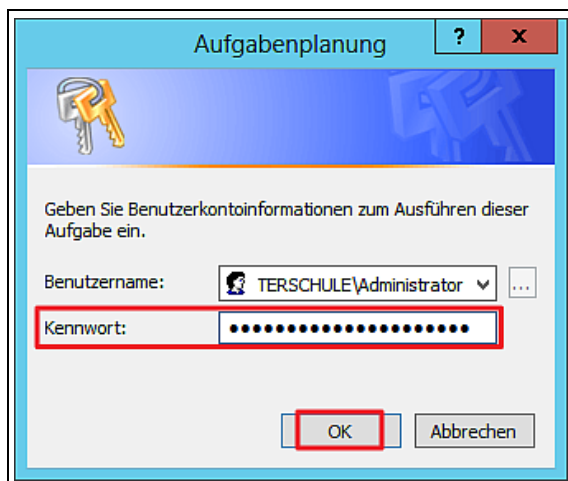 Aufgabenplanung
?
x
Geben Sie Benutzerkontoinformationen zum Ausführen dieser
Aufgabe ein.
Benutzername: TERSCHULE\Administrator ...
Kennwort: ●●●●●●●●●●●●●●●●●●●●●
OK Abbrechen